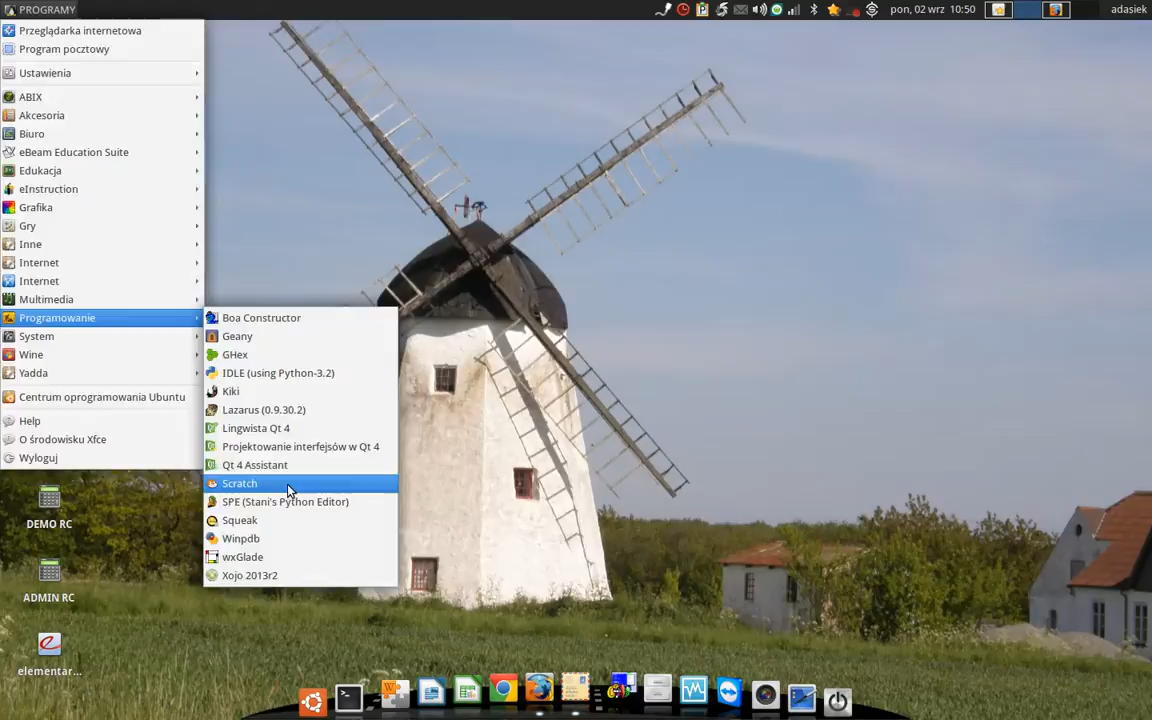 PROGRAMY
pon, 02 wrz 10:50
adasiek
Przeglądarka internetowa
Program pocztowy
Ustawienia
ABIX
Akcesoria
Biuro
eBeam Education Suite
Edukacja
eInstruction
Grafika
Gry
Inne
Internet
Internet
Multimedia
Programowanie
System
Wine
Yadda
Centrum oprogramowania Ubuntu
Help
O środowisku Xfce
Wyloguj
Boa Constructor
Geany
GHex
IDLE (using Python-3.2)
Kiki
Lazarus (0.9.30.2)
Lingwista Qt 4
Projektowanie interfejsów w Qt 4
Qt 4 Assistant
Scratch
SPE (Stani's Python Editor)
Squeak
Winpdb
wxGlade
Xojo 2013r2
DEMO RC
ADMIN RC
elementar...